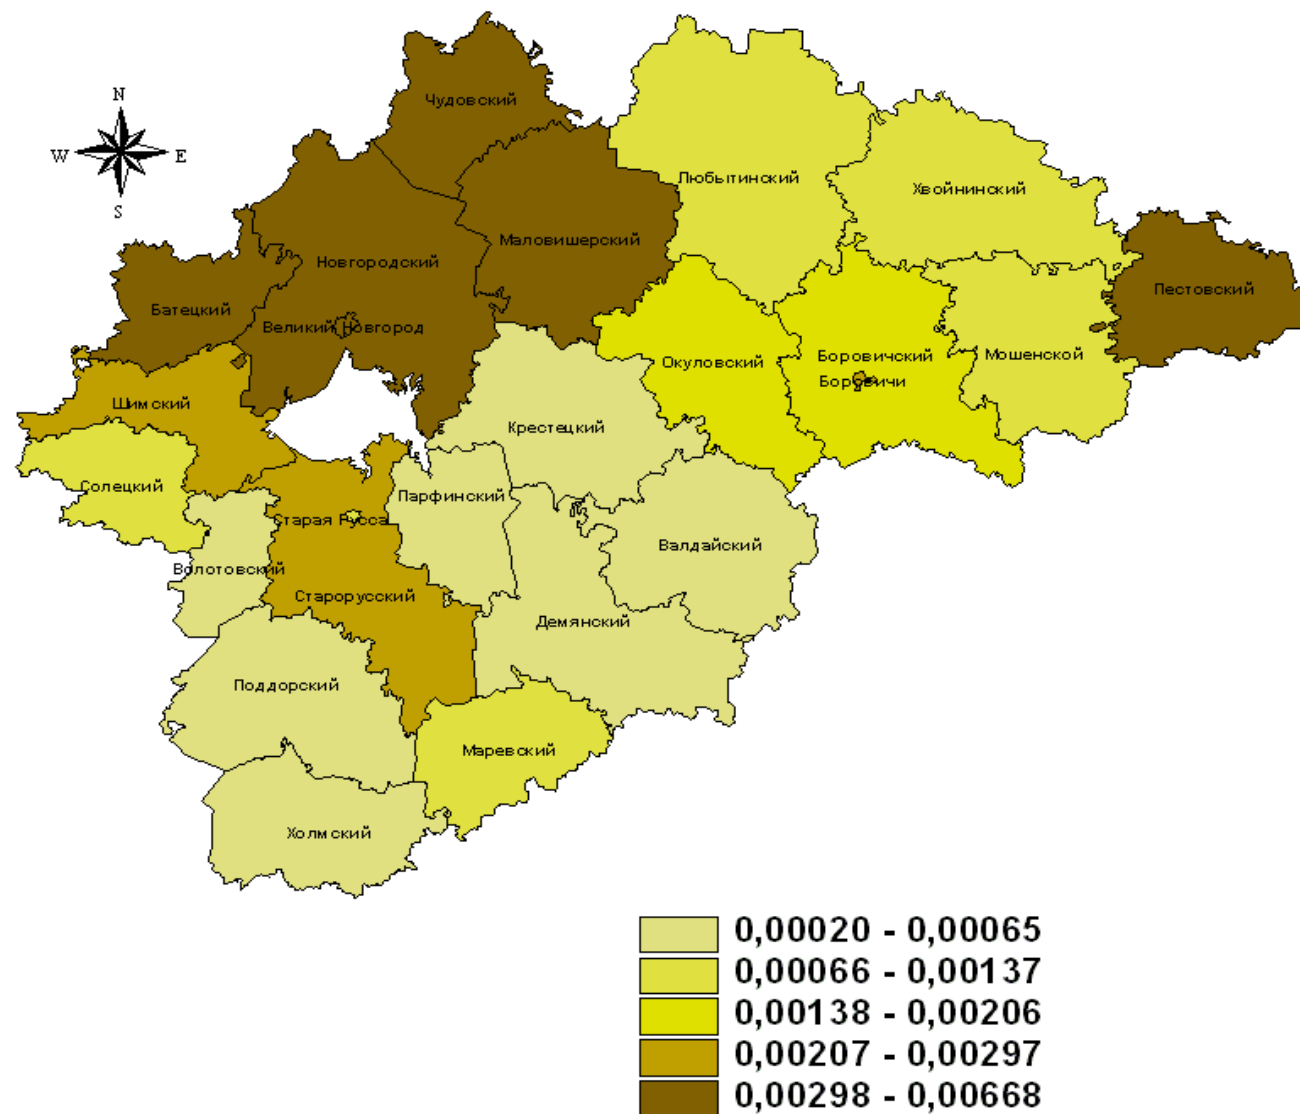 Чудовский
N
W
E
S
Любытинский
Хвойнинский
Маловишерский
Новгородский
Пестовский
Батецкий
Великий Новгород
Окуловский
Боровичский
Мошенской
Боровичи
Шимский
Крестецкий
Солецкий
Парфинский
Старая Русса
Валдайский
Волотовский
Старорусский
Демянский
Поддорский
Маревский
Холмский
0,00020 - 0,00065
0,00066 - 0,00137
0,00138 - 0,00206
0,00207 - 0,00297
0,00298 - 0,00668